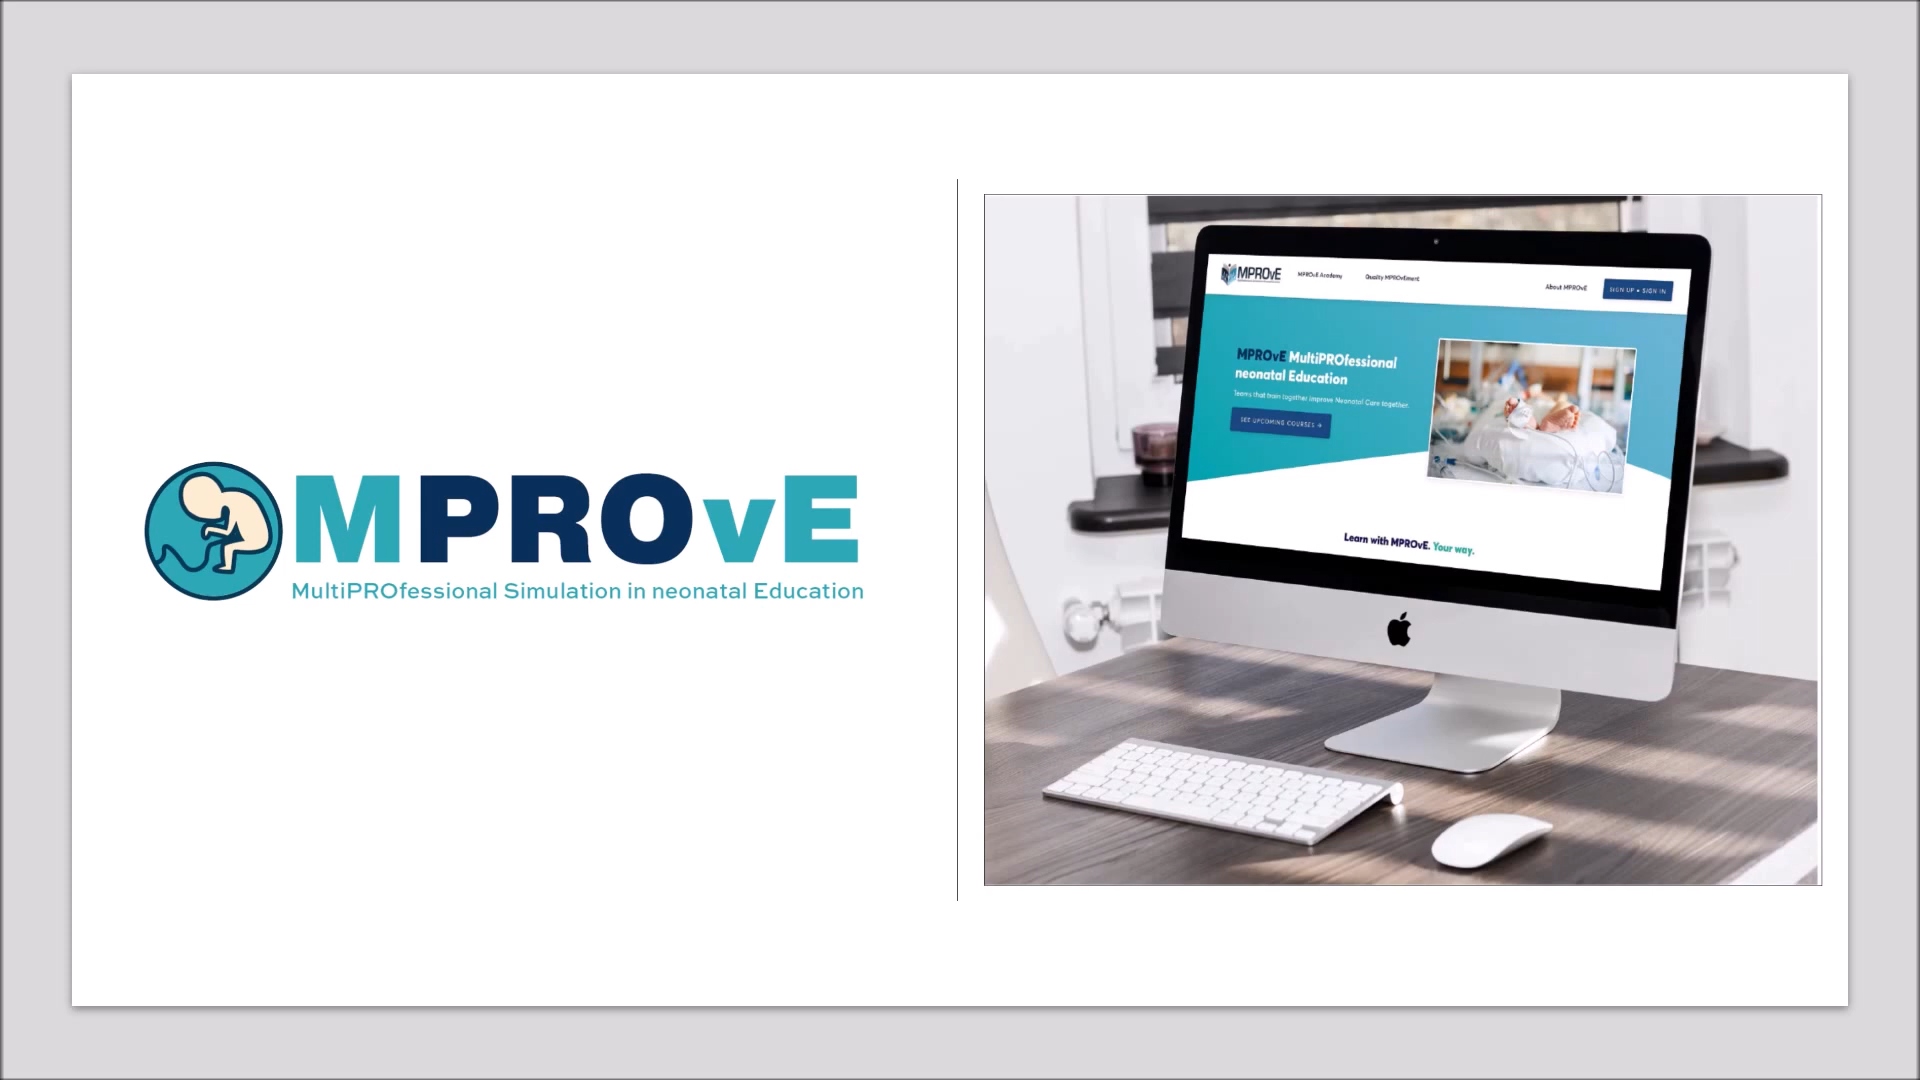 MPROvE
MultiPROfessional Simulation in neonatal Education
MPROvE
MPROvE Academy
Quality MPROvEment
About MPROvE
SIGN UP • SIGN IN
MPROvE MultiPROfessional
neonatal Education
Teams that train together improve Neonatal Care together.
SEE UPCOMING COURSES →
Learn with MPROvE. Your way.